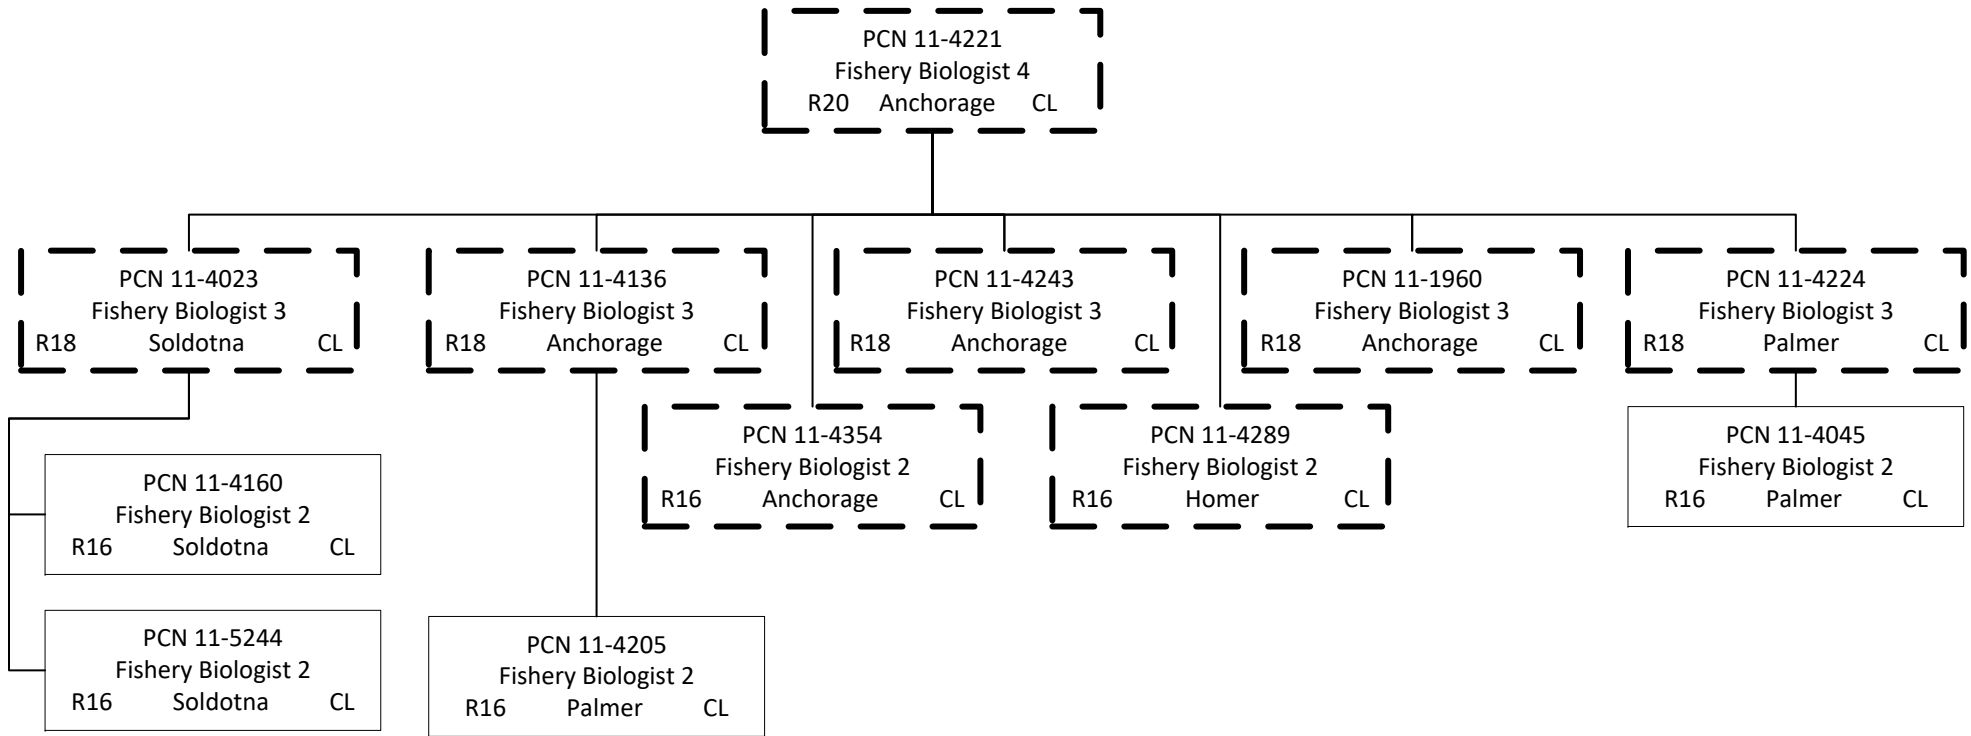 PCN 11-4221
Fishery Biologist 4
R20 Anchorage CL
PCN 11-4023
Fishery Biologist 3
R18 Soldotna CL
PCN 11-4136
Fishery Biologist 3
R18 Anchorage CL
PCN 11-4243
Fishery Biologist 3
R18 Anchorage CL
PCN 11-1960
Fishery Biologist 3
R18 Anchorage CL
PCN 11-4224
Fishery Biologist 3
R18 Palmer CL
PCN 11-4354
Fishery Biologist 2
R16 Anchorage CL
PCN 11-4289
Fishery Biologist 2
R16 Homer CL
PCN 11-4045
Fishery Biologist 2
R16 Palmer CL
PCN 11-4160
Fishery Biologist 2
R16 Soldotna CL
PCN 11-5244
Fishery Biologist 2
R16 Soldotna CL
PCN 11-4205
Fishery Biologist 2
R16 Palmer CL